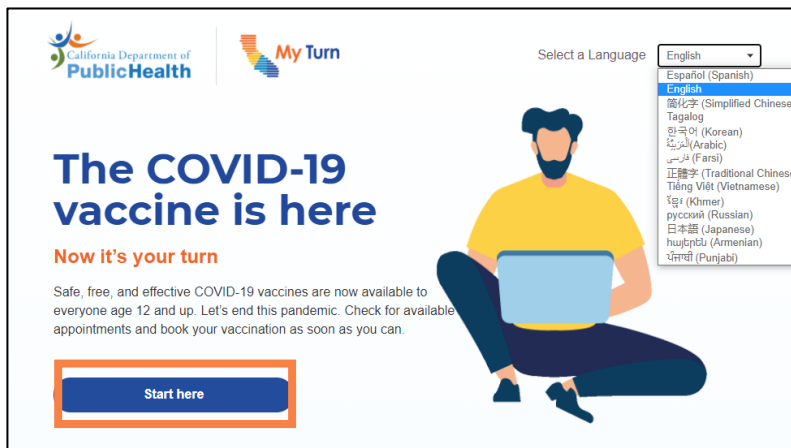 California Department of
PublicHealth
My Turn
Select a Language
English
Español (Spanish)
English
简化字 (Simplified Chinese
Tagalog
한국어 (Korean)
(Arabic)
فارسی (Farsi)
正體字 (Traditional Chinese
Tiếng Việt (Vietnamese)
ខ្មែរ (Khmer)
русский (Russian)
日本語 (Japanese)
հայերեն (Armenian)
ਪੰਜਾਬੀ (Punjabi)
The COVID-19
vaccine is here
Now it's your turn
Safe, free, and effective COVID-19 vaccines are now available to
everyone age 12 and up. Let's end this pandemic. Check for available
appointments and book your vaccination as soon as you can.
Start here